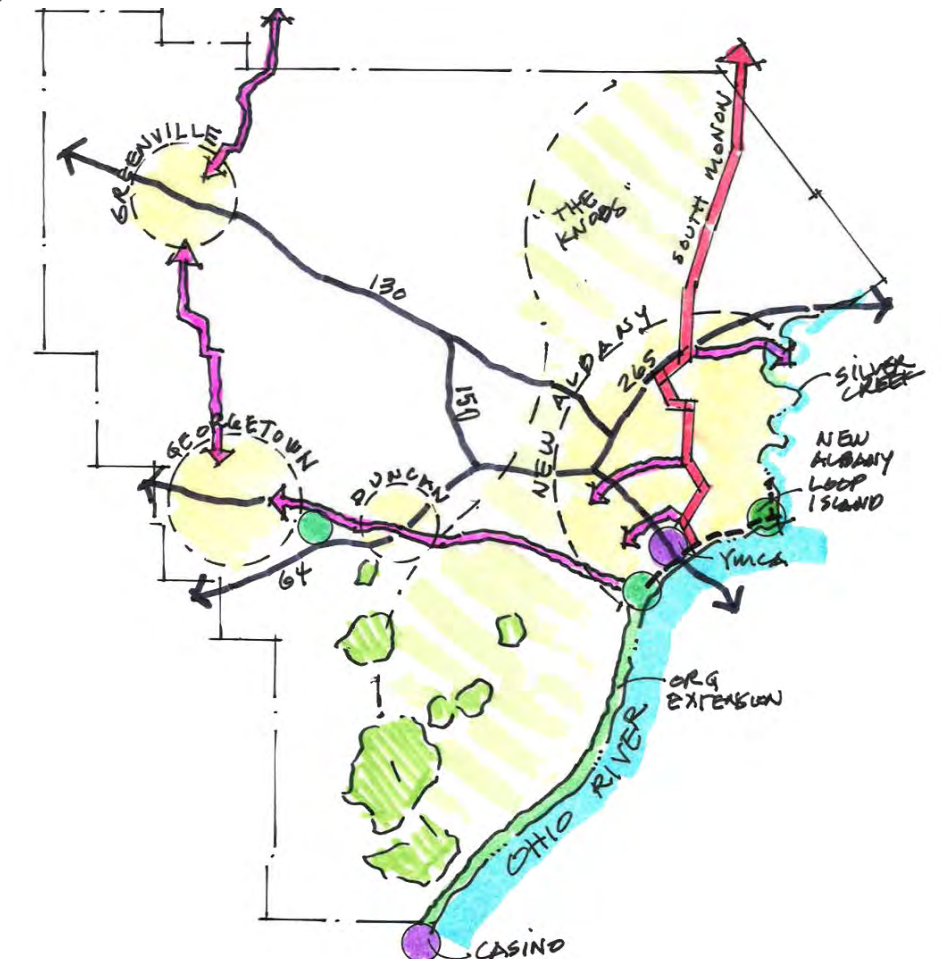 GREENVILLE
SOUTH MONON
"THE
KNOBS"
130
NEW ALBANY
265
150
SILVER
CREEK
GEORGETOWN
DUNCAN
NEW
ALBANY
LOOP
ISLAND
64
YMCA
ORG
EXTENSION
OHIO RIVER
CASINO